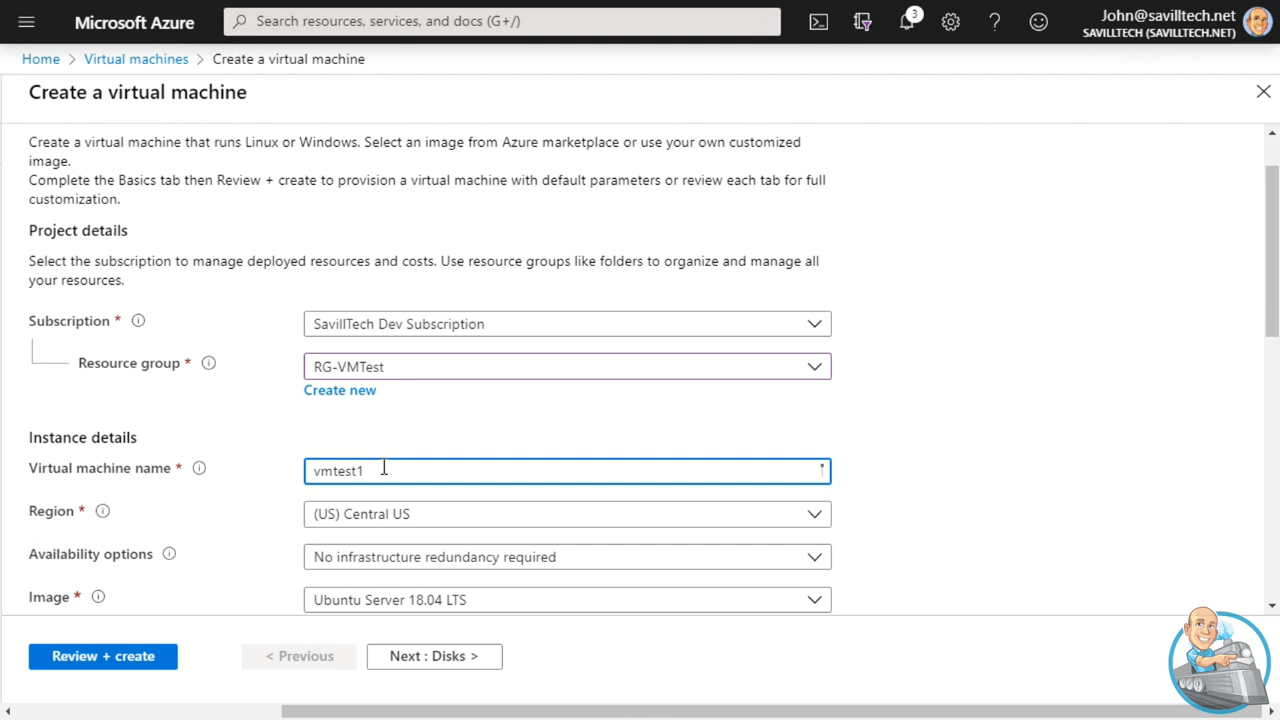 Microsoft Azure
Search resources, services, and docs (G+/)
3
John@savilltech.net
SAVILLTECH (SAVILLTECH.NET)
Home > Virtual machines > Create a virtual machine
Create a virtual machine
Create a virtual machine that runs Linux or Windows. Select an image from Azure marketplace or use your own customized
image.
Complete the Basics tab then Review + create to provision a virtual machine with default parameters or review each tab for full
customization.
Project details
Select the subscription to manage deployed resources and costs. Use resource groups like folders to organize and manage all
your resources.
Subscription *
SavillTech Dev Subscription
Resource group *
RG-VMTest
Create new
Instance details
Virtual machine name *
vmtest1
Region *
(US) Central US
Availability options
No infrastructure redundancy required
Image *
Ubuntu Server 18.04 LTS
Review + create
< Previous
Next : Disks >